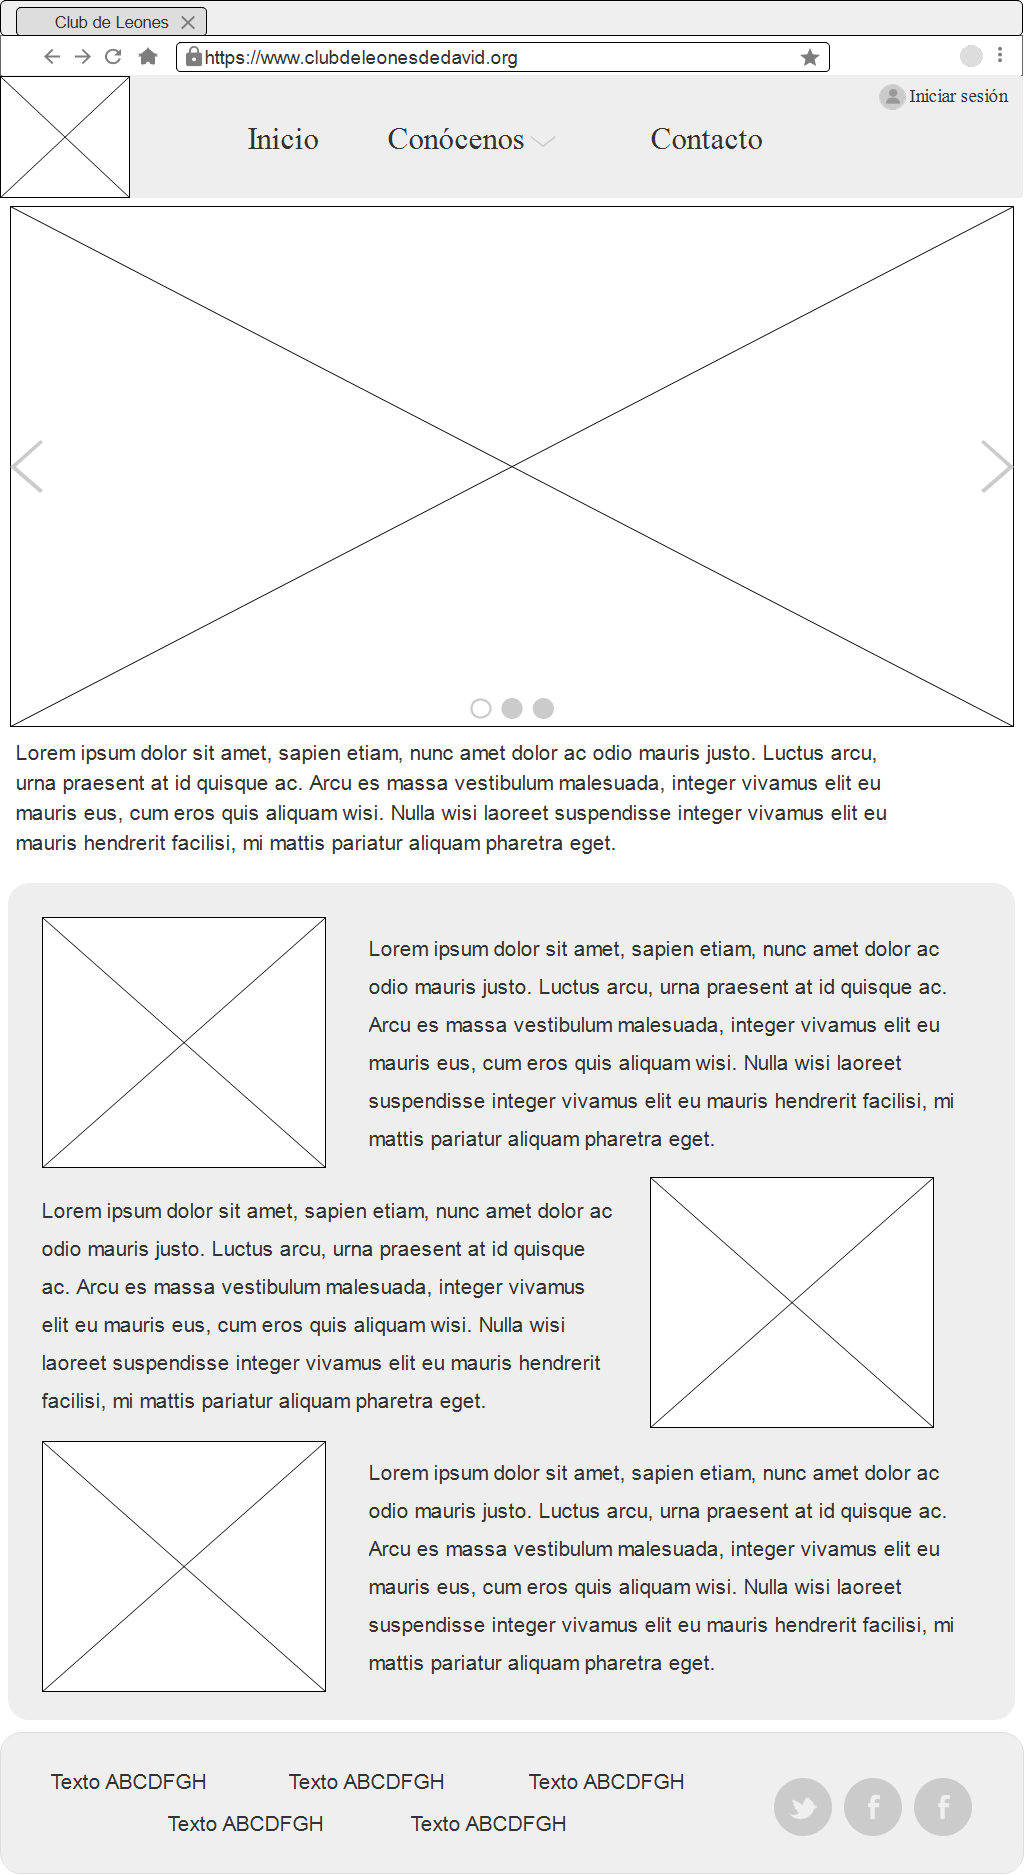 Club de Leones
https://www.clubdeleonesdedavid.org
Iniciar sesión
Inicio Conócenos Contacto
Lorem ipsum dolor sit amet, sapien etiam, nunc amet dolor ac odio mauris justo. Luctus arcu,
urna praesent at id quisque ac. Arcu es massa vestibulum malesuada, integer vivamus elit eu
mauris eus, cum eros quis aliquam wisi. Nulla wisi laoreet suspendisse integer vivamus elit eu
mauris hendrerit facilisi, mi mattis pariatur aliquam pharetra eget.
Lorem ipsum dolor sit amet, sapien etiam, nunc amet dolor ac
odio mauris justo. Luctus arcu, urna praesent at id quisque ac.
Arcu es massa vestibulum malesuada, integer vivamus elit eu
mauris eus, cum eros quis aliquam wisi. Nulla wisi laoreet
suspendisse integer vivamus elit eu mauris hendrerit facilisi, mi
mattis pariatur aliquam pharetra eget.
Lorem ipsum dolor sit amet, sapien etiam, nunc amet dolor ac
odio mauris justo. Luctus arcu, urna praesent at id quisque
ac. Arcu es massa vestibulum malesuada, integer vivamus
elit eu mauris eus, cum eros quis aliquam wisi. Nulla wisi
laoreet suspendisse integer vivamus elit eu mauris hendrerit
facilisi, mi mattis pariatur aliquam pharetra eget.
Lorem ipsum dolor sit amet, sapien etiam, nunc amet dolor ac
odio mauris justo. Luctus arcu, urna praesent at id quisque ac.
Arcu es massa vestibulum malesuada, integer vivamus elit eu
mauris eus, cum eros quis aliquam wisi. Nulla wisi laoreet
suspendisse integer vivamus elit eu mauris hendrerit facilisi, mi
mattis pariatur aliquam pharetra eget.
Texto ABCDFGH Texto ABCDFGH Texto ABCDFGH
Texto ABCDFGH Texto ABCDFGH